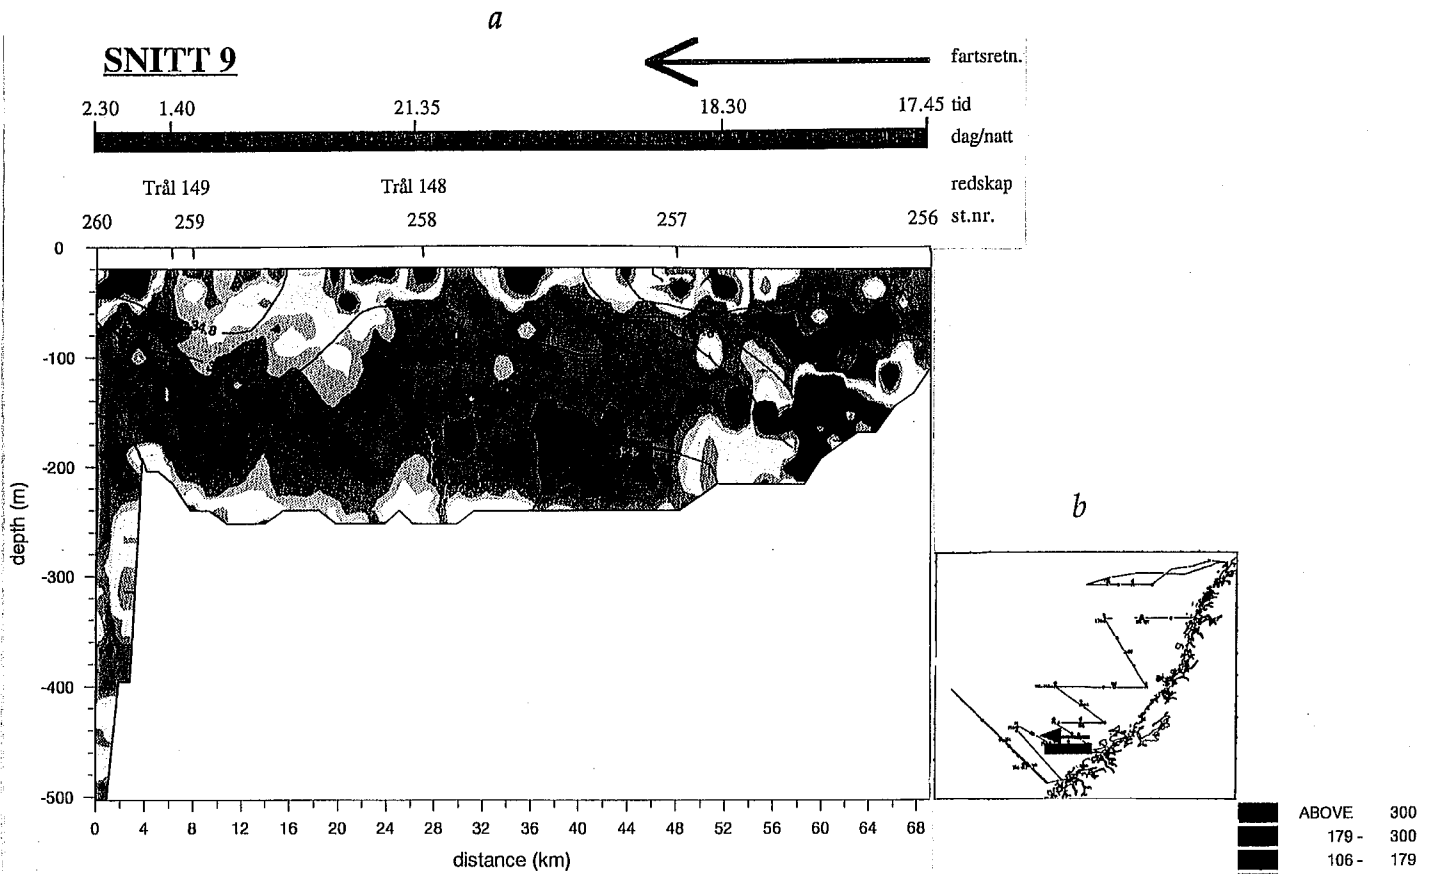 a
SNITT 9
fartsretn.
2.30 1.40 21.35 18.30 17.45 tid
dag/natt
Trål 149 Trål 148 redskap
260 259 258 257 256 st.nr.
0
34.8
-100
-200
-300
-400
-500
depth (m)
0 4 8 12 16 20 24 28 32 36 40 44 48 52 56 60 64 68
distance (km)
b
ABOVE 300
179 - 300
106 - 179